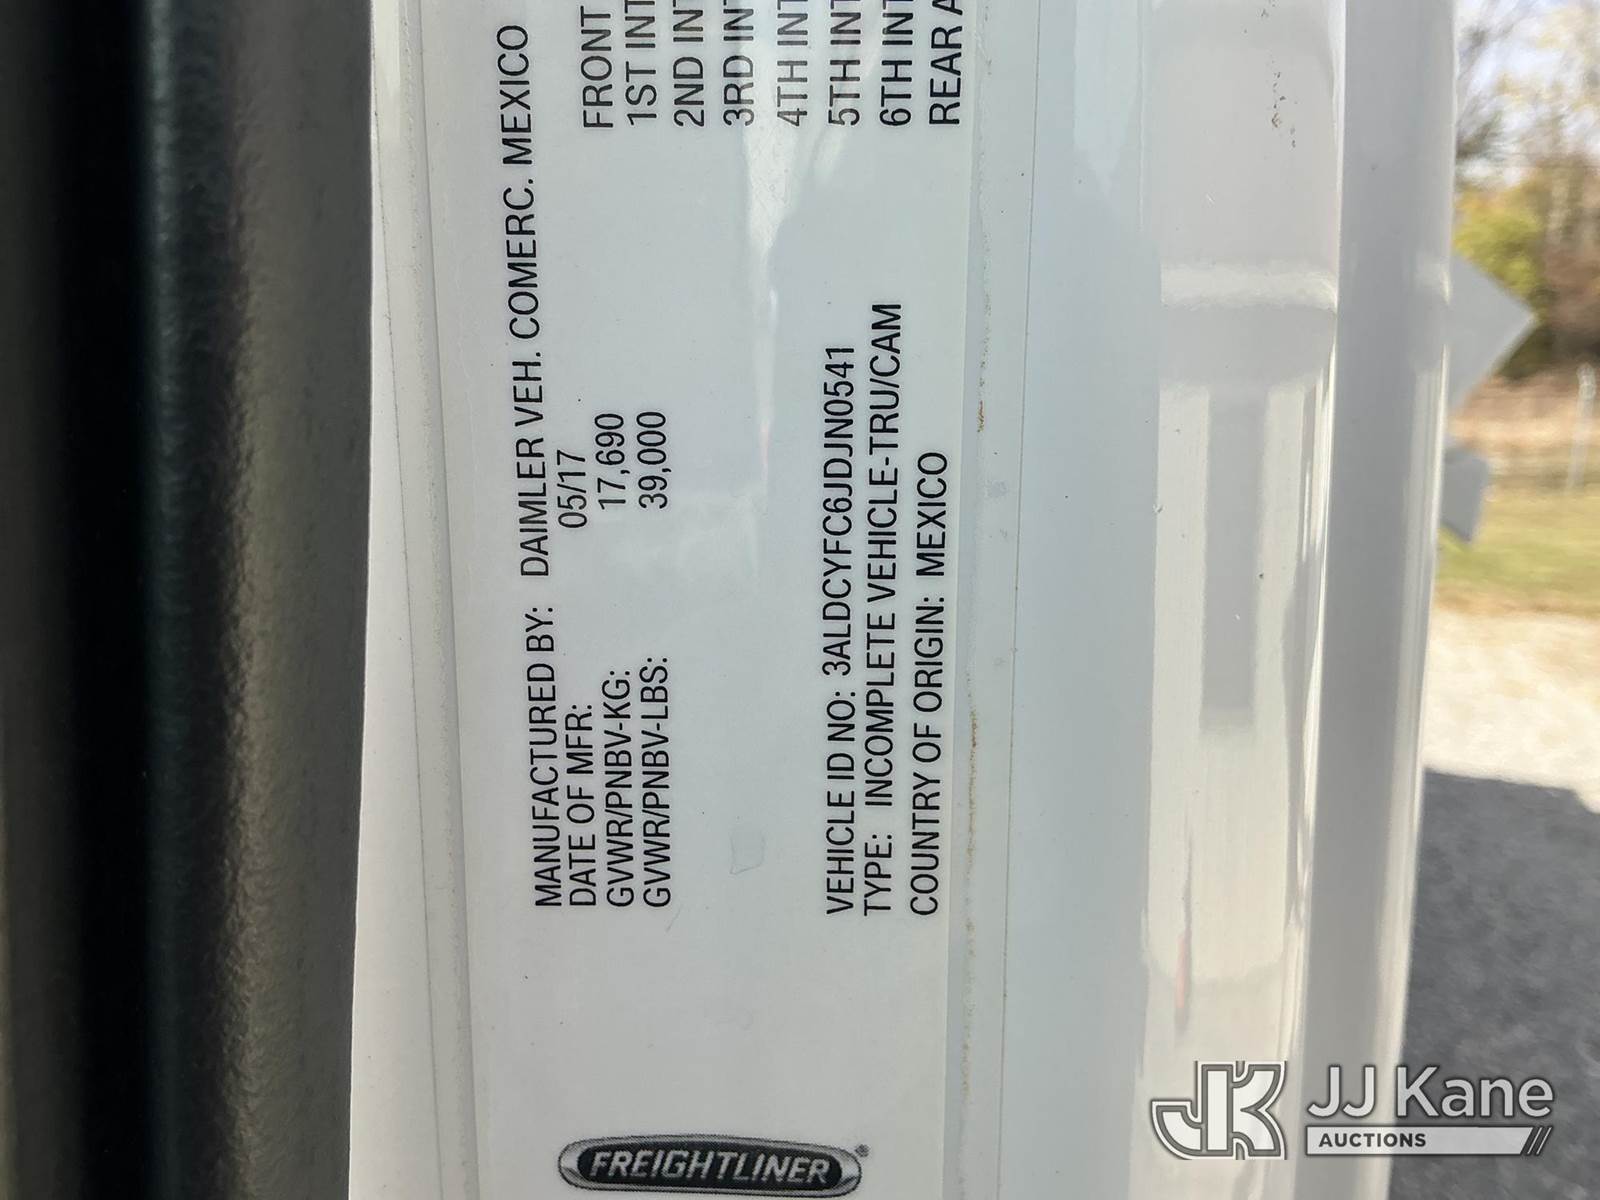 FREIGHTLINER®
MANUFACTURED BY: DAIMLER VEH. COMERC. MEXICO
DATE OF MFR: 05/17
GVWR/PNBV-KG: 17,690
GVWR/PNBV-LBS: 39,000
FRONT
1ST INT
2ND INT
3RD INT
4TH INT
5TH INT
6TH INT
REAR A
VEHICLE ID NO: 3ALDCYFC6JDJN0541
TYPE: INCOMPLETE VEHICLE-TRU/CAM
COUNTRY OF ORIGIN: MEXICO
JK JJ Kane
AUCTIONS